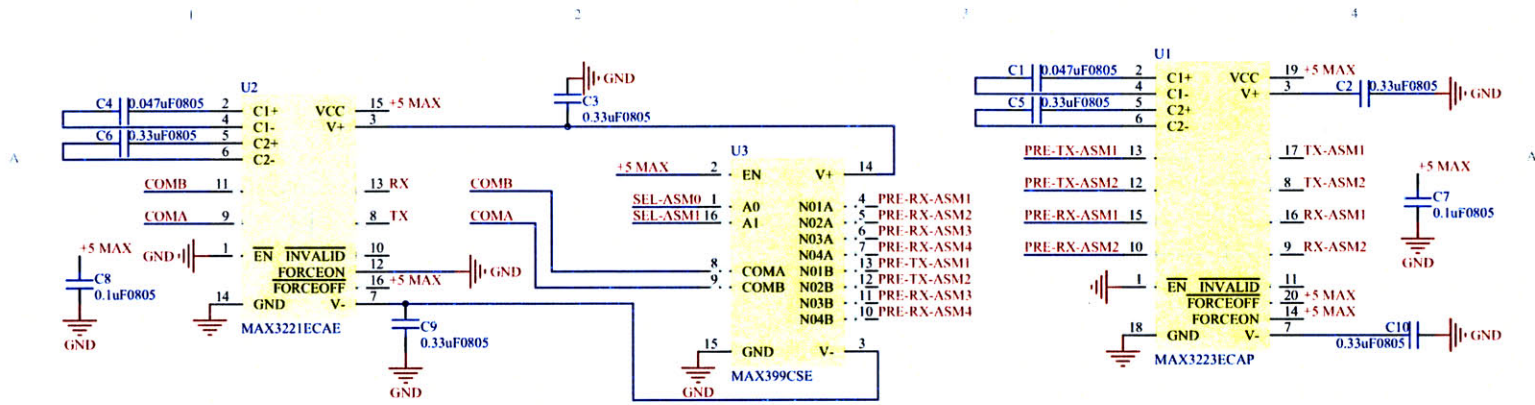 1 2 3 4
A A
U2
C4 0.047uF0805
C6 0.33uF0805
2 C1+ VCC 15 +5 MAX
4 C1- V+ 3
5 C2+
6 C2-
COMB 11 13 RX
COMA 9 8 TX
GND 1 EN INVALID 10
FORCEON 12 GND
FORCEOFF 16 +5 MAX
14 GND V- 7
MAX3221ECAE
+5 MAX
C8
0.1uF0805
GND
C9
0.33uF0805
GND
GND
C3
0.33uF0805
U3
+5 MAX 2 EN V+ 14
SEL-ASM0 1 A0 N01A 4 PRE-RX-ASM1
SEL-ASM1 16 A1 N02A 5 PRE-RX-ASM2
N03A 6 PRE-RX-ASM3
N04A 7 PRE-RX-ASM4
COMB 8 COMA N01B 13 PRE-TX-ASM1
COMA 9 COMB N02B 12 PRE-TX-ASM2
N03B 11 PRE-RX-ASM3
N04B 10 PRE-RX-ASM4
15 GND V- 3
GND
MAX399CSE
U1
C1 0.047uF0805
C5 0.33uF0805
2 C1+ VCC 19 +5 MAX
4 C1- V+ 3 C2 0.33uF0805 GND
5 C2+
6 C2-
PRE-TX-ASM1 13 17 TX-ASM1
PRE-TX-ASM2 12 8 TX-ASM2
PRE-RX-ASM1 15 16 RX-ASM1
PRE-RX-ASM2 10 9 RX-ASM2
1 EN INVALID 11
FORCEOFF 20 +5 MAX
FORCEON 14 +5 MAX
18 GND V- 7 C10 0.33uF0805 GND
MAX3223ECAP
+5 MAX
C7
0.1uF0805
GND